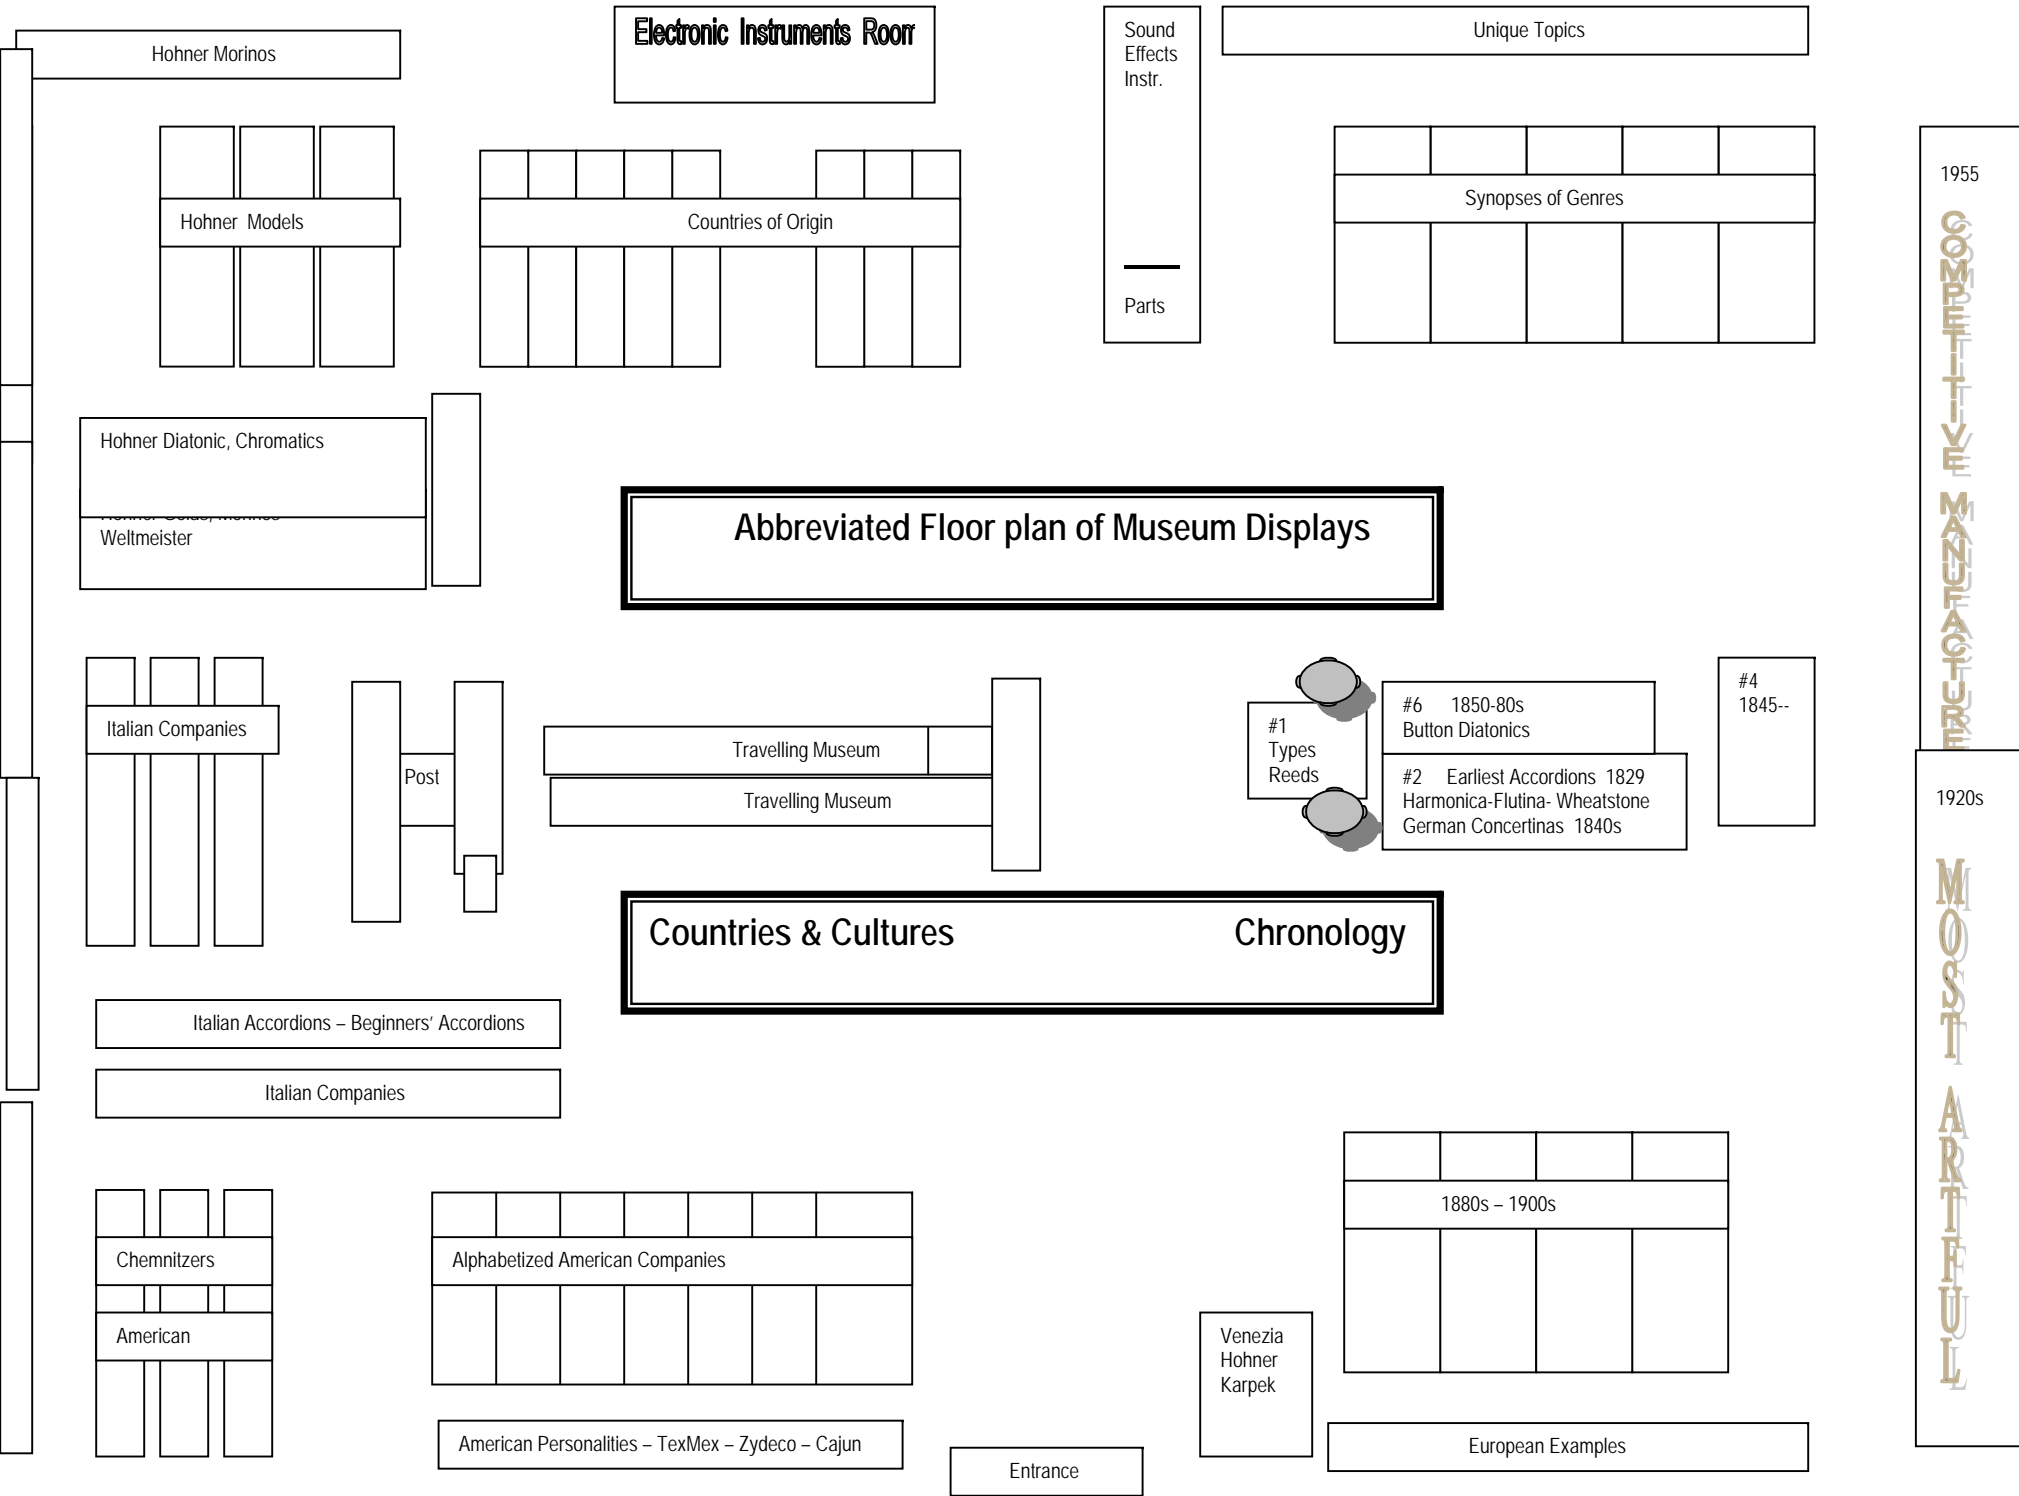 Electronic Instruments Room
Hohner Morinos
Sound
Effects
Instr.
Unique Topics
Hohner Models
Countries of Origin
Parts
Synopses of Genres
1955
COMPETITIVE MANUFACTURE
Hohner Diatonic, Chromatics
Weltmeister
Abbreviated Floor plan of Museum Displays
Italian Companies
Post
Travelling Museum
Travelling Museum
#1
Types
Reeds
#6 1850-80s
Button Diatonics
#2 Earliest Accordions 1829
Harmonica-Flutina- Wheatstone
German Concertinas 1840s
#4
1845--
1920s
MOST ARTFUL
Countries & Cultures Chronology
Italian Accordions – Beginners’ Accordions
Italian Companies
Chemnitzers
American
Alphabetized American Companies
American Personalities – TexMex – Zydeco – Cajun
Entrance
1880s – 1900s
Venezia
Hohner
Karpek
European Examples